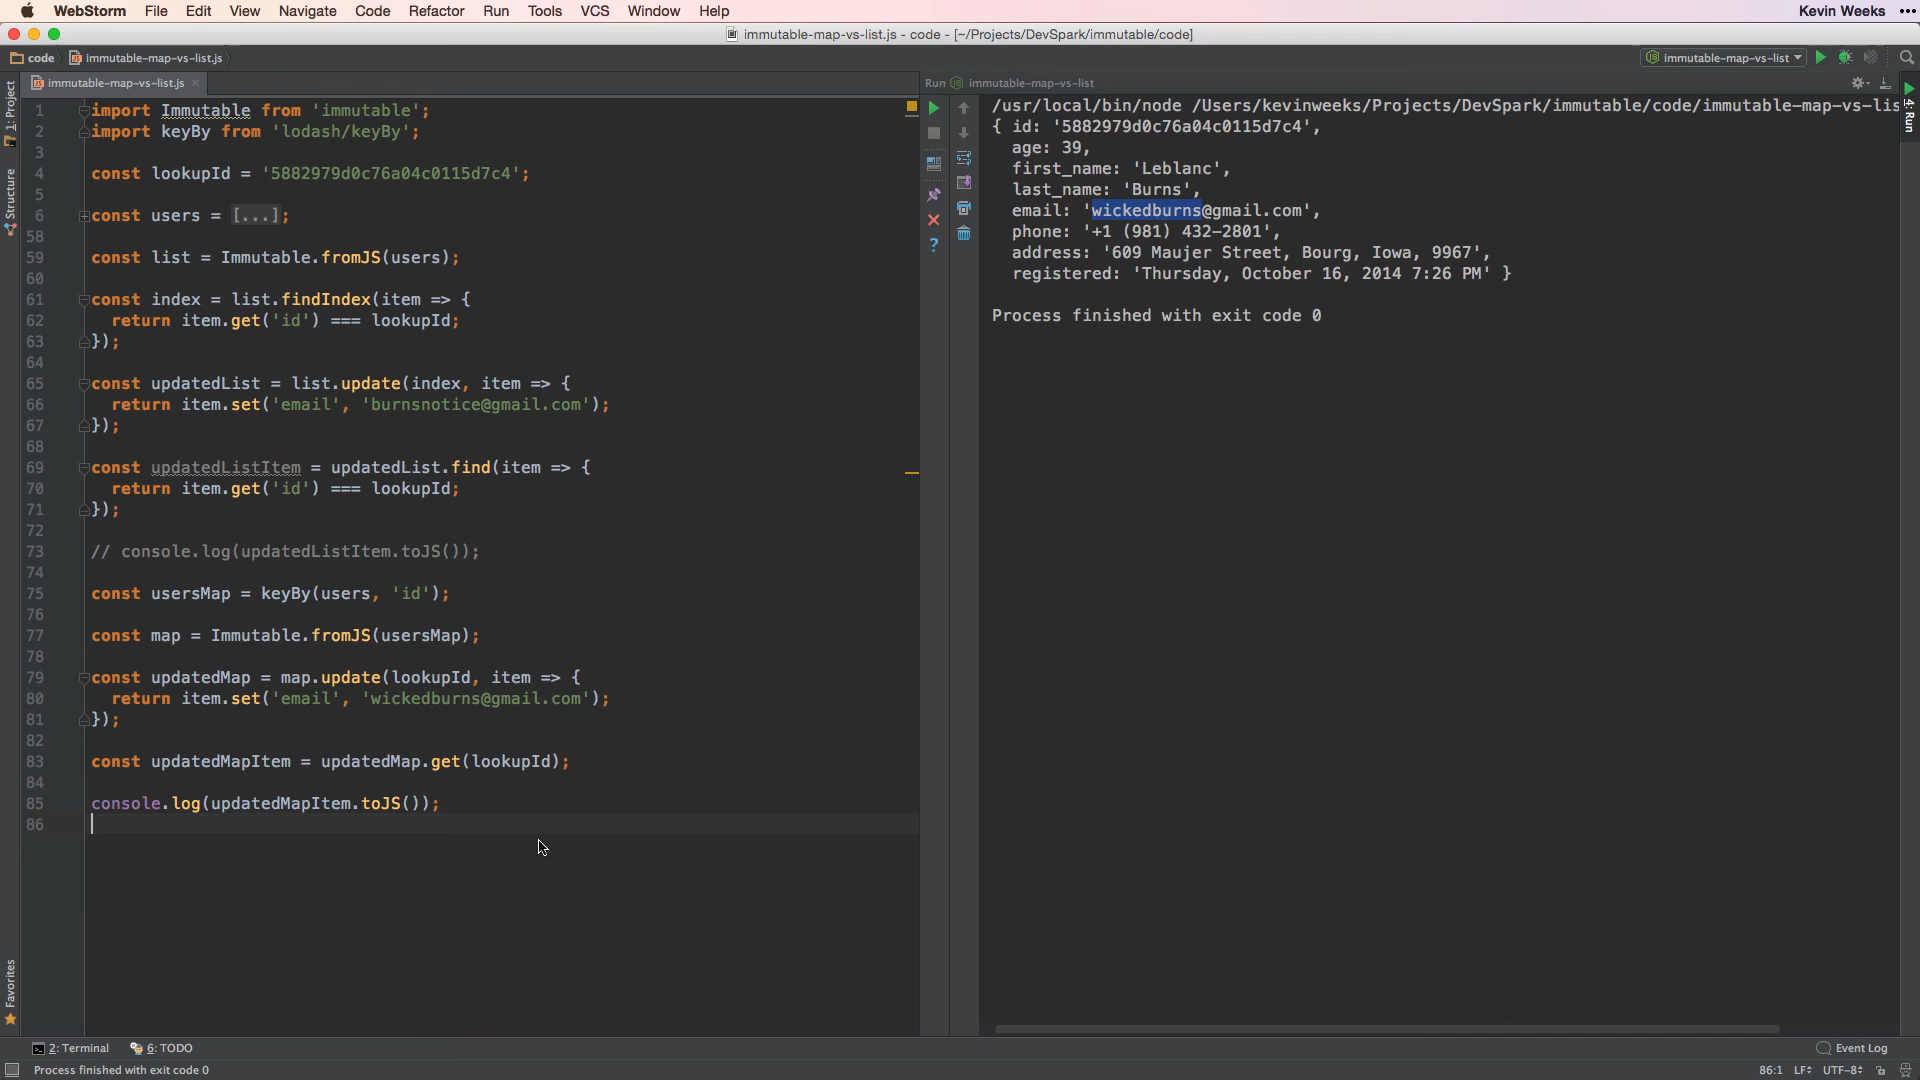 WebStorm File Edit View Navigate Code Refactor Run Tools VCS Window Help Kevin Weeks
immutable-map-vs-list.js - code - [~/Projects/DevSpark/immutable/code]
code immutable-map-vs-list.js immutable-map-vs-list
immutable-map-vs-list.js
Run immutable-map-vs-list
1: Project
Structure
Favorites
4: Run
1 import Immutable from 'immutable';
2 import keyBy from 'lodash/keyBy';
3
4 const lookupId = '5882979d0c76a04c0115d7c4';
5
6 const users = [...];
58
59 const list = Immutable.fromJS(users);
60
61 const index = list.findIndex(item => {
62 return item.get('id') === lookupId;
63 });
64
65 const updatedList = list.update(index, item => {
66 return item.set('email', 'burnsnotice@gmail.com');
67 });
68
69 const updatedListItem = updatedList.find(item => {
70 return item.get('id') === lookupId;
71 });
72
73 // console.log(updatedListItem.toJS());
74
75 const usersMap = keyBy(users, 'id');
76
77 const map = Immutable.fromJS(usersMap);
78
79 const updatedMap = map.update(lookupId, item => {
80 return item.set('email', 'wickedburns@gmail.com');
81 });
82
83 const updatedMapItem = updatedMap.get(lookupId);
84
85 console.log(updatedMapItem.toJS());
86
/usr/local/bin/node /Users/kevinweeks/Projects/DevSpark/immutable/code/immutable-map-vs-lis
{ id: '5882979d0c76a04c0115d7c4',
age: 39,
first_name: 'Leblanc',
last_name: 'Burns',
email: 'wickedburns@gmail.com',
phone: '+1 (981) 432-2801',
address: '609 Maujer Street, Bourg, Iowa, 9967',
registered: 'Thursday, October 16, 2014 7:26 PM' }
Process finished with exit code 0
2: Terminal 6: TODO Event Log
Process finished with exit code 0 86:1 LF UTF-8